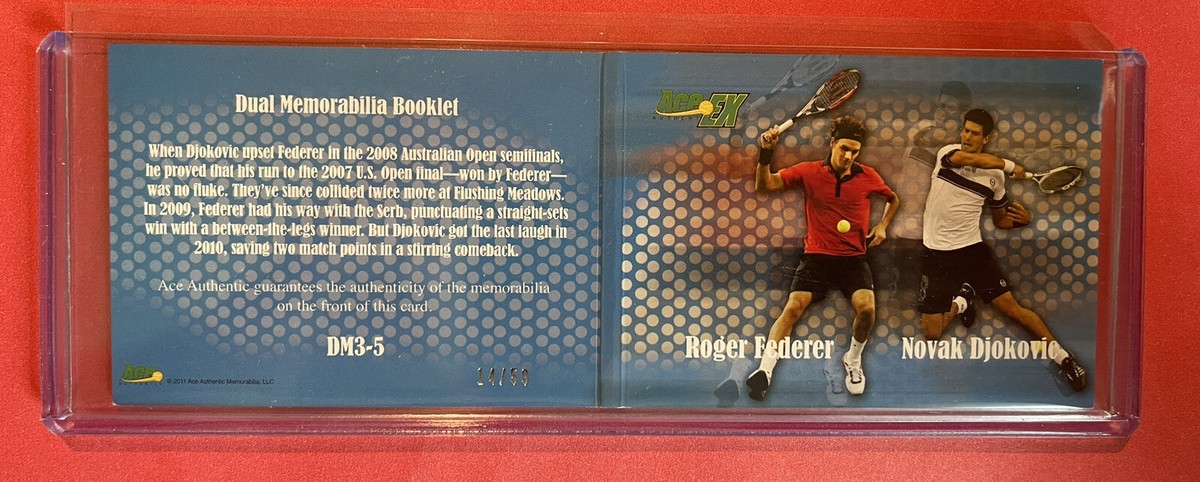 Dual Memorabilia Booklet
When Djokovic upset Federer in the 2008 Australian Open semifinals,
he proved that his run to the 2007 U.S. Open final—won by Federer—
was no fluke. They've since collided twice more at Flushing Meadows.
In 2009, Federer had his way with the Serb, punctuating a straight-sets
win with a between-the-legs winner. But Djokovic got the last laugh in
2010, saving two match points in a stirring comeback.
Ace Authentic guarantees the authenticity of the memorabilia
on the front of this card.
DM3-5
Ace
© 2011 Ace Authentic Memorabilia, LLC
14/59
Ace EX
Roger Federer
Novak Djokovic